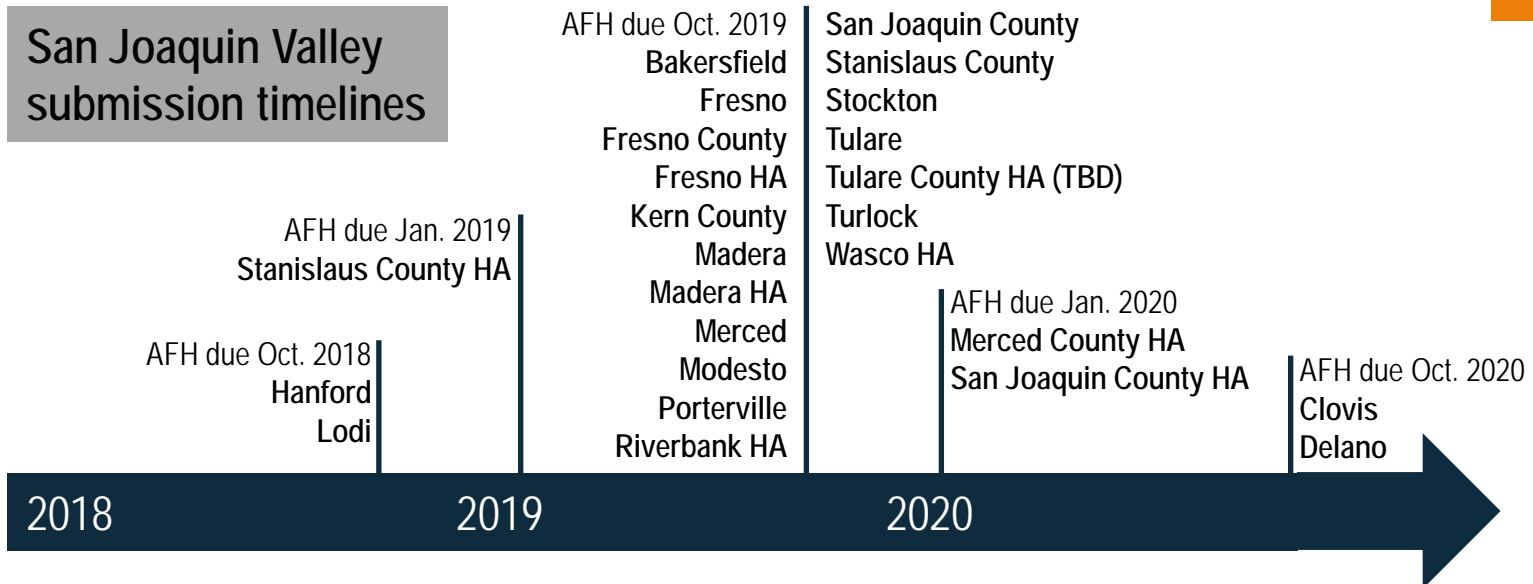 San Joaquin Valley
submission timelines
AFH due Oct. 2018
Hanford
Lodi
AFH due Jan. 2019
Stanislaus County HA
AFH due Oct. 2019
Bakersfield
Fresno
Fresno County
Fresno HA
Kern County
Madera
Madera HA
Merced
Modesto
Porterville
Riverbank HA
San Joaquin County
Stanislaus County
Stockton
Tulare
Tulare County HA (TBD)
Turlock
Wasco HA
AFH due Jan. 2020
Merced County HA
San Joaquin County HA
AFH due Oct. 2020
Clovis
Delano
2018
2019
2020